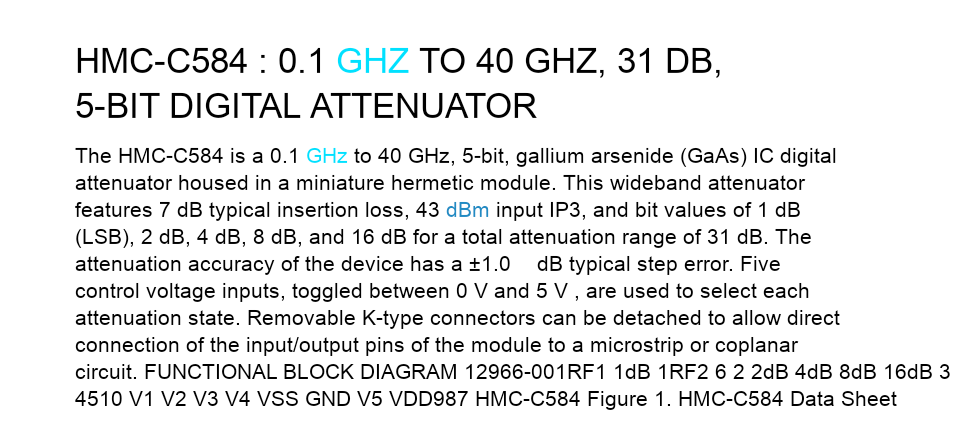 HMC-C584 : 0.1 GHZ TO 40 GHZ, 31 DB,
5-BIT DIGITAL ATTENUATOR
The HMC-C584 is a 0.1 GHz to 40 GHz, 5-bit, gallium arsenide (GaAs) IC digital
attenuator housed in a miniature hermetic module. This wideband attenuator
features 7 dB typical insertion loss, 43 dBm input IP3, and bit values of 1 dB
(LSB), 2 dB, 4 dB, 8 dB, and 16 dB for a total attenuation range of 31 dB. The
attenuation accuracy of the device has a ±1.0 dB typical step error. Five
control voltage inputs, toggled between 0 V and 5 V , are used to select each
attenuation state. Removable K-type connectors can be detached to allow direct
connection of the input/output pins of the module to a microstrip or coplanar
circuit. FUNCTIONAL BLOCK DIAGRAM 12966-001RF1 1dB 1RF2 6 2 2dB 4dB 8dB 16dB 3
4510 V1 V2 V3 V4 VSS GND V5 VDD987 HMC-C584 Figure 1. HMC-C584 Data Sheet